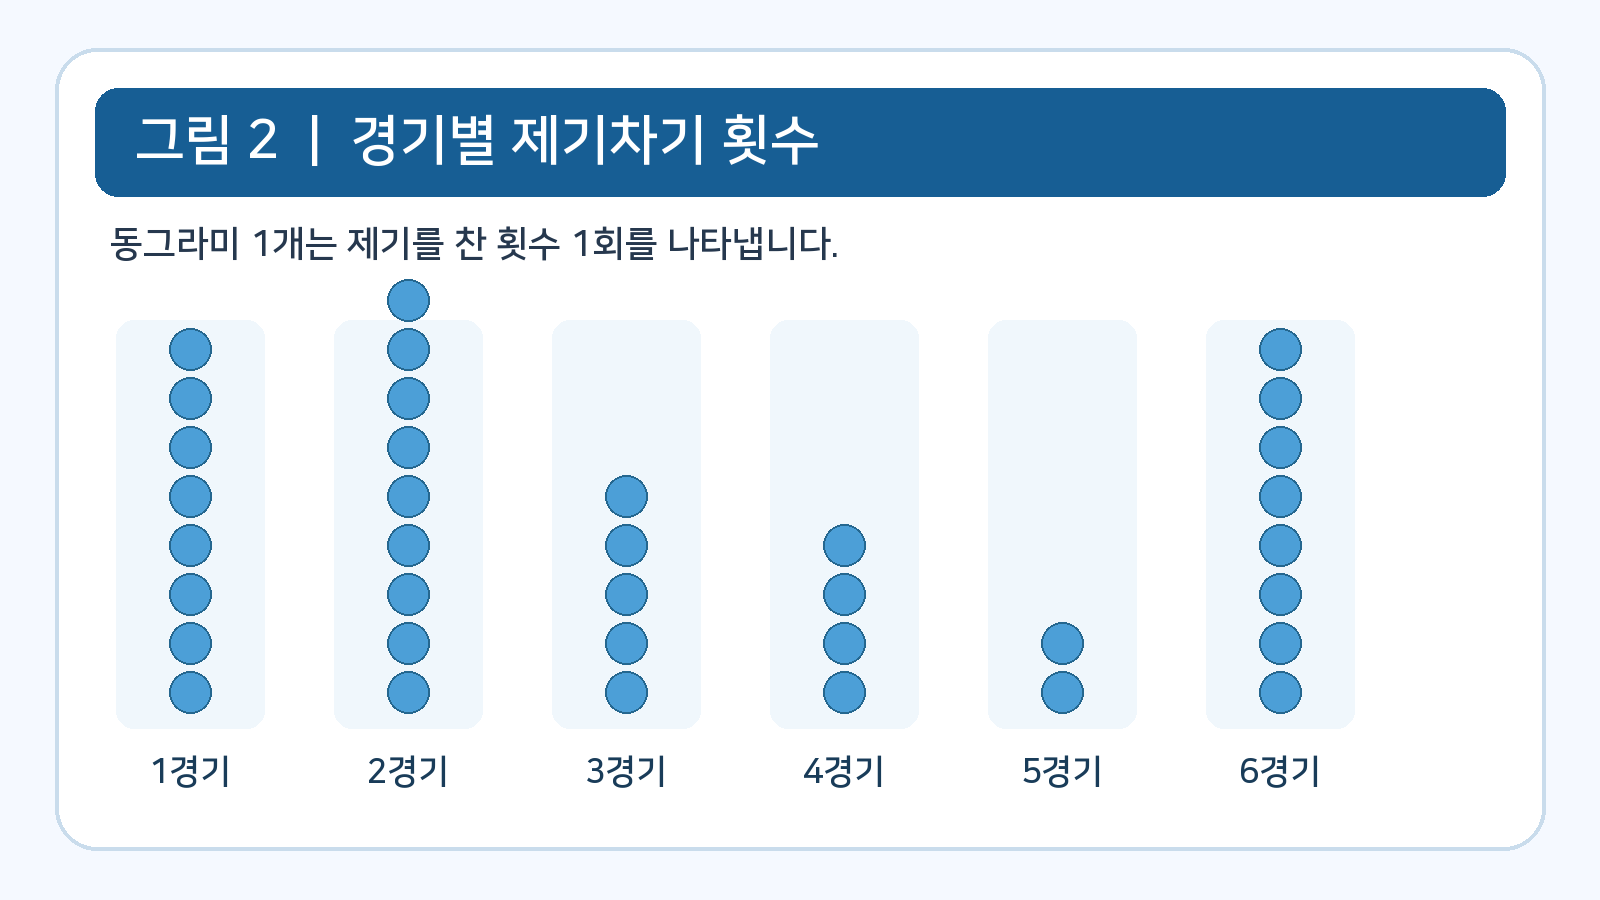 그림 2 | 경기별 제기차기 횟수
동그라미 1개는 제기를 찬 횟수 1회를 나타냅니다.
1경기 2경기 3경기 4경기 5경기 6경기